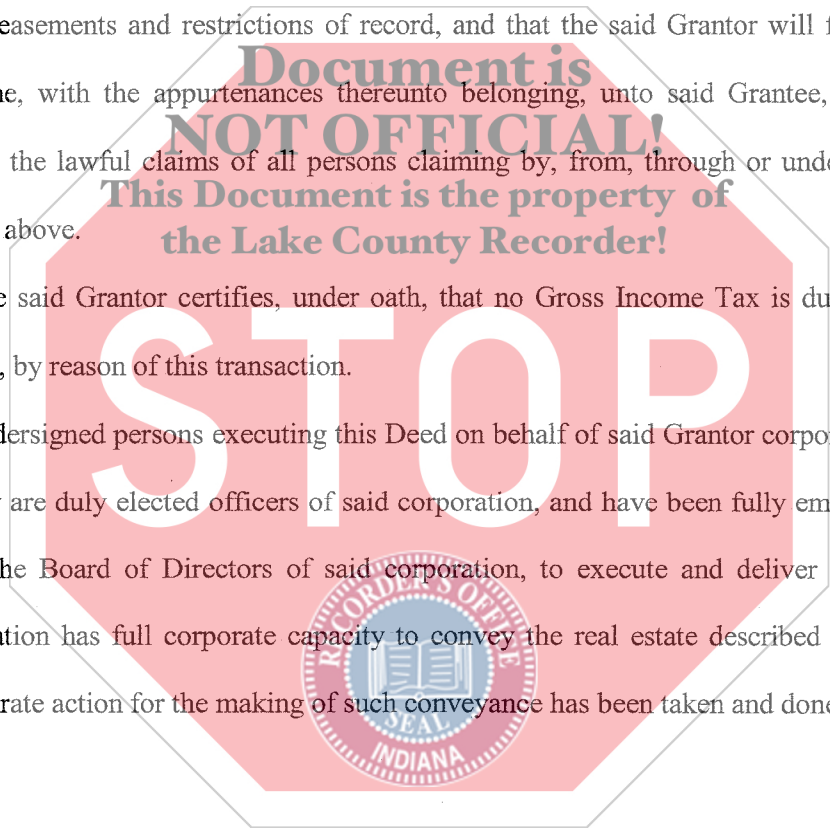 easements and restrictions of record, and that the said Grantor will
Document is
with the appurtenances thereunto belonging, unto said Grantee,
NOT OFFICIAL!
the lawful claims of all persons claiming by, from, through or
This Document is the property of
above.
the Lake County Recorder!
said Grantor certifies, under oath, that no Gross Income Tax is
STOP
, by reason of this transaction.
dersigned persons executing this Deed on behalf of said Grantor
are duly elected officers of said corporation, and have been fully
he Board of Directors of said corporation, to execute and deliver
RECORDER'S OFFICE
ation has full corporate capacity to convey the real estate described
rate action for the making of such conveyance has been taken and done
SEAL
INDIANA